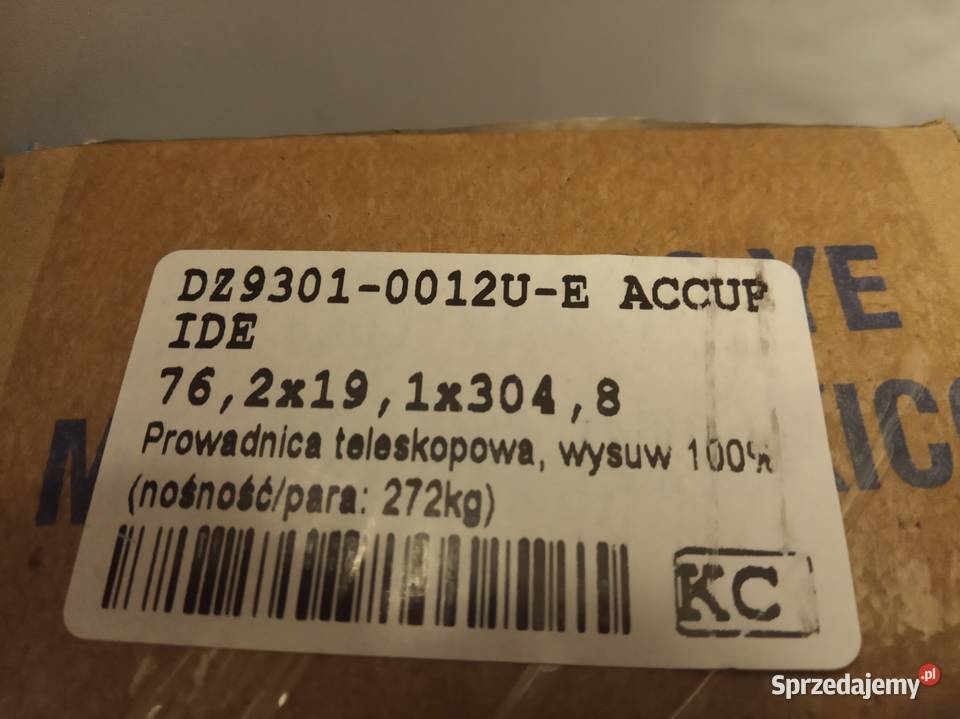 DZ9301-0012U-E ACCUR
IDE
76,2x19,1x304,8
Prowadnica teleskopowa, wysuw 100%
(nośność/para: 272kg)
KC
Sprzedajemy.pl